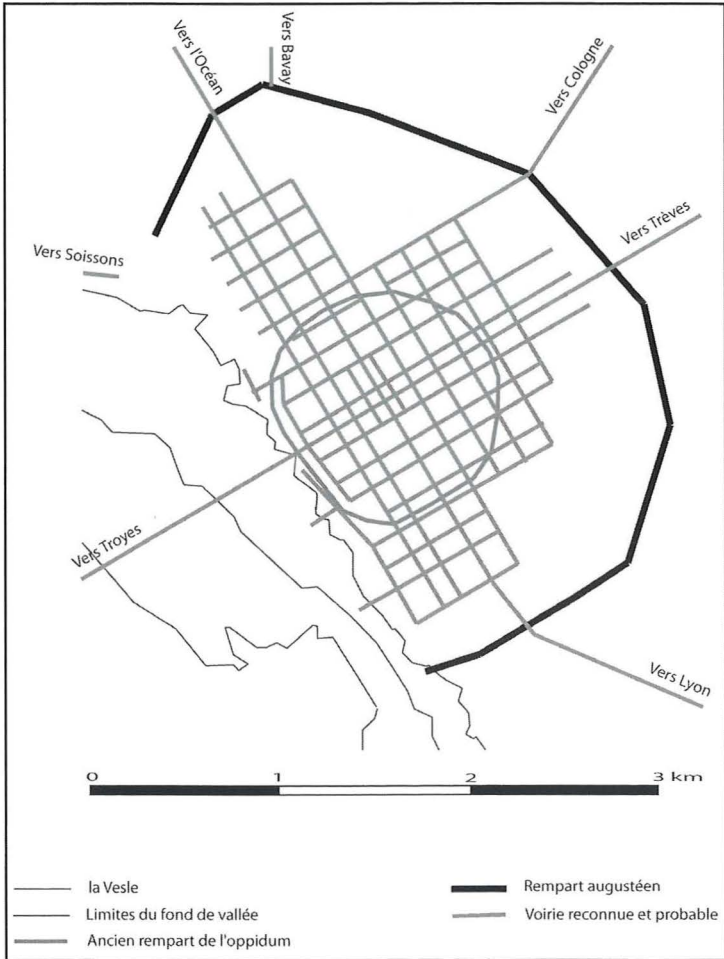 Vers l'Océan
Vers Bavay
Vers Cologne
Vers Trèves
Vers Soissons
Vers Troyes
Vers Lyon
0 1 2 3 km
la Vesle
Limites du fond de vallée
Ancien rempart de l'oppidum
Rempart augustéen
Voirie reconnue et probable